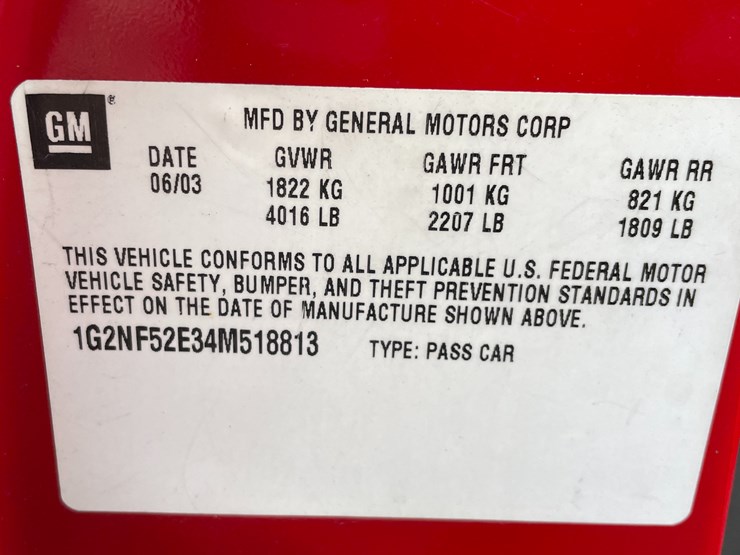 GM®
MFD BY GENERAL MOTORS CORP
DATE GVWR GAWR FRT GAWR RR
06/03 1822 KG 1001 KG 821 KG
4016 LB 2207 LB 1809 LB
THIS VEHICLE CONFORMS TO ALL APPLICABLE U.S. FEDERAL MOTOR
VEHICLE SAFETY, BUMPER, AND THEFT PREVENTION STANDARDS IN
EFFECT ON THE DATE OF MANUFACTURE SHOWN ABOVE.
1G2NF52E34M518813 TYPE: PASS CAR